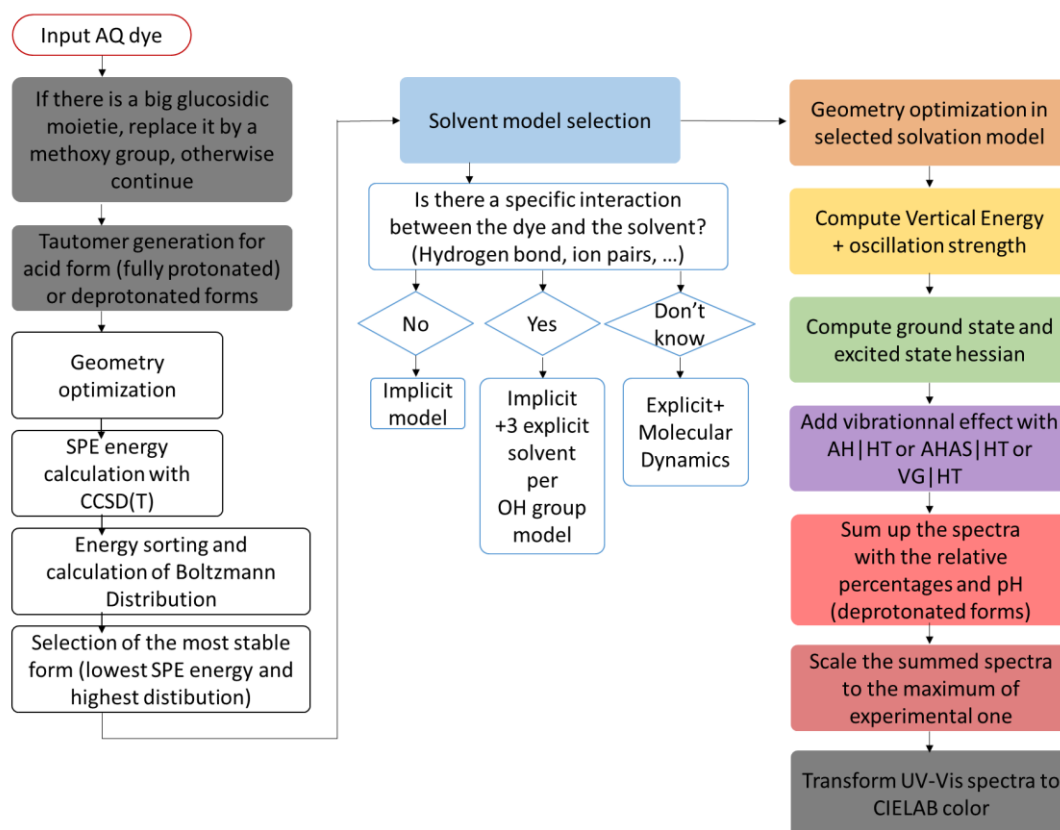 Input AQ dye
If there is a big glucosidic
moietie, replace it by a
methoxy group, otherwise
continue
Tautomer generation for
acid form (fully protonated)
or deprotonated forms
Geometry
optimization
SPE energy
calculation with
CCSD(T)
Energy sorting and
calculation of Boltzmann
Distribution
Selection of the most stable
form (lowest SPE energy and
highest distibution)
Solvent model selection
Is there a specific interaction
between the dye and the solvent?
(Hydrogen bond, ion pairs, ...)
No
Yes
Don't
know
Implicit
model
Implicit
+3 explicit
solvent
per
OH group
model
Explicit+
Molecular
Dynamics
Geometry optimization in
selected solvation model
Compute Vertical Energy
+ oscillation strength
Compute ground state and
excited state hessian
Add vibrationnal effect with
AH|HT or AHAS|HT or
VG|HT
Sum up the spectra
with the relative
percentages and pH
(deprotonated forms)
Scale the summed spectra
to the maximum of
experimental one
Transform UV-Vis spectra to
CIELAB color